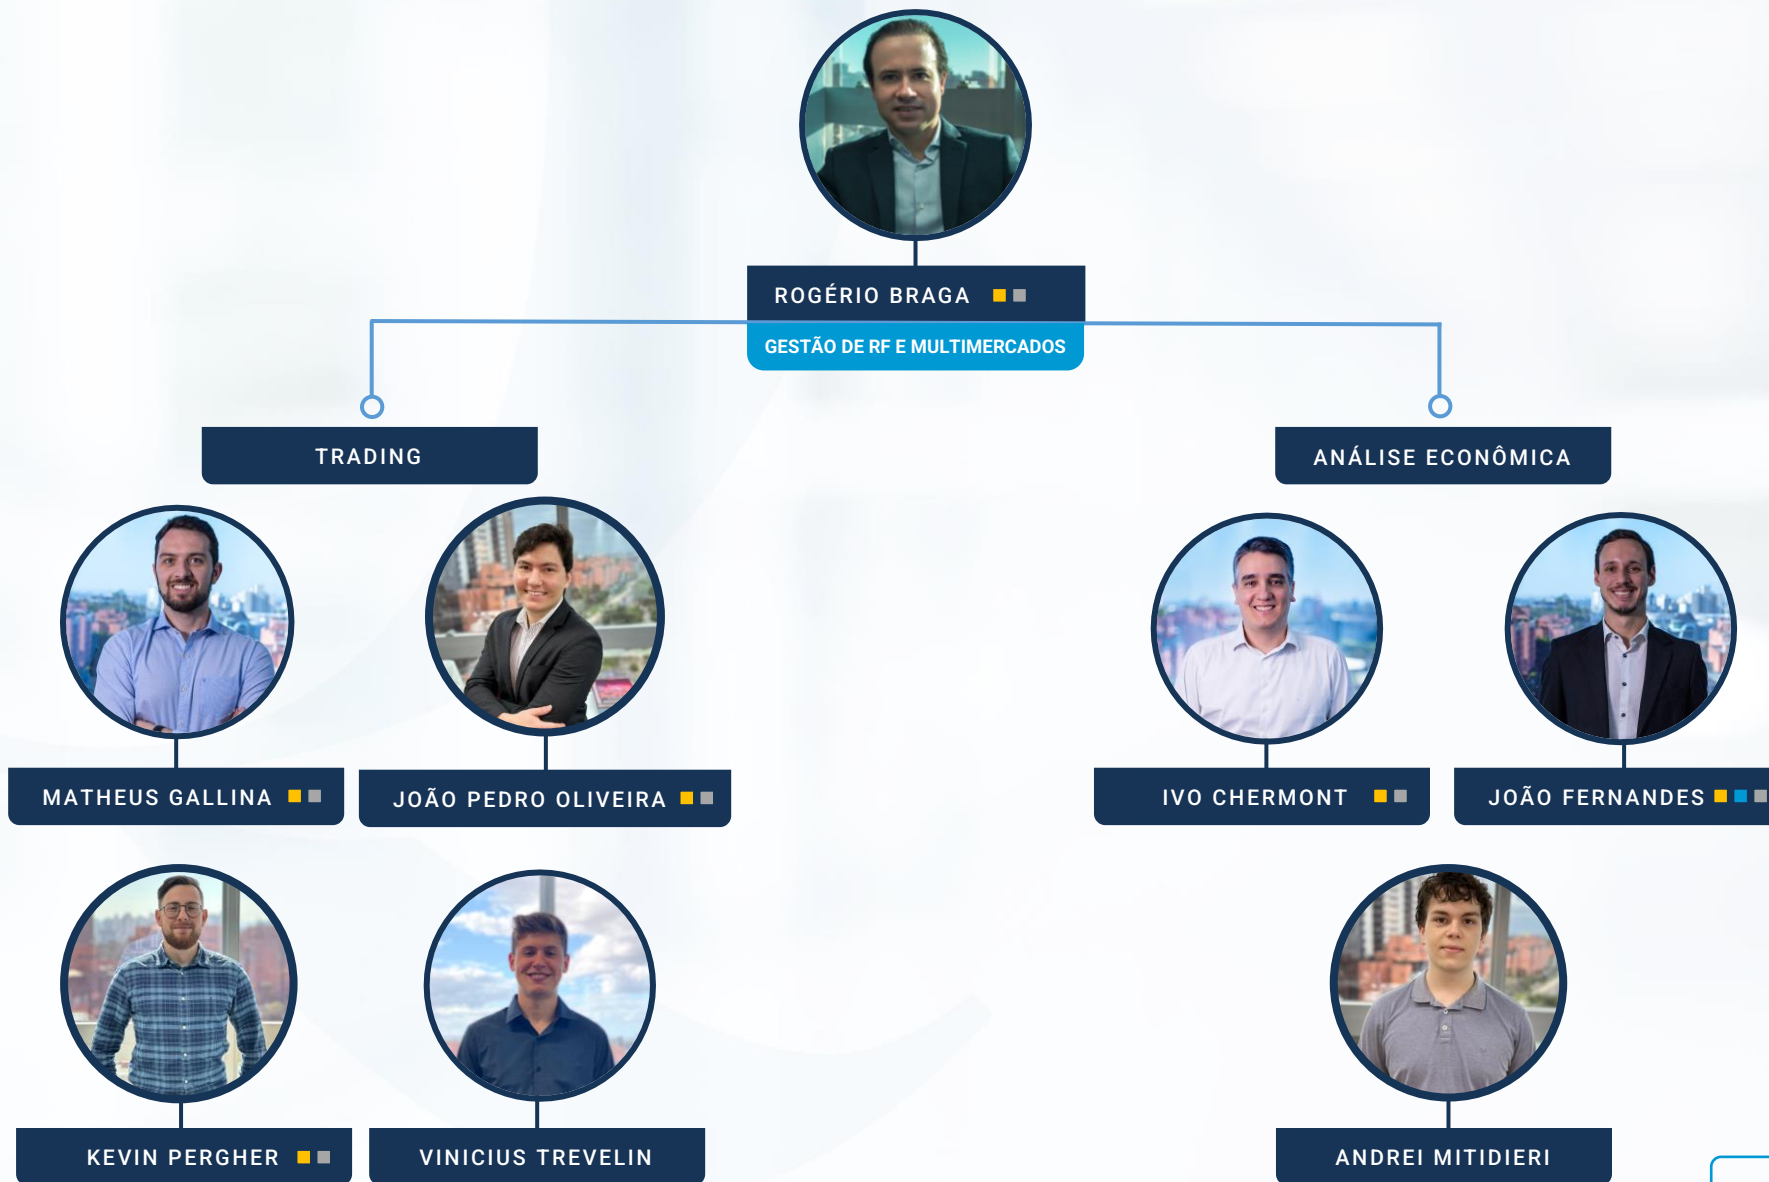 ROGÉRIO BRAGA
GESTÃO DE RF E MULTIMERCADOS
TRADING
ANÁLISE ECONÔMICA
MATHEUS GALLINA
JOÃO PEDRO OLIVEIRA
IVO CHERMONT
JOÃO FERNANDES
KEVIN PERGHER
VINICIUS TREVELIN
ANDREI MITIDIERI